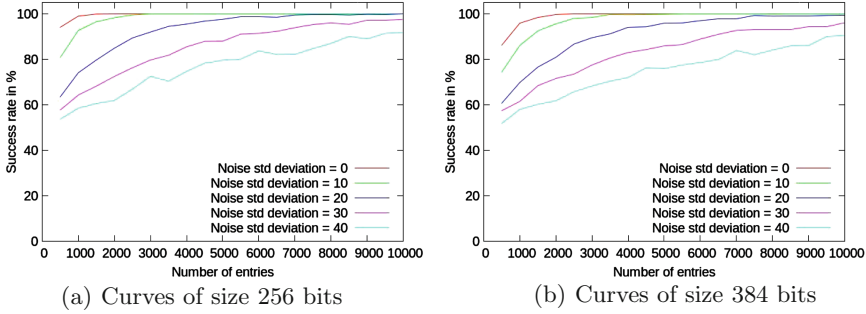 100
80
60
40
20
0
Success rate in %
Noise std deviation = 0
Noise std deviation = 10
Noise std deviation = 20
Noise std deviation = 30
Noise std deviation = 40
0 1000 2000 3000 4000 5000 6000 7000 8000 9000 10000
Number of entries
(a) Curves of size 256 bits
100
80
60
40
20
0
Success rate in %
Noise std deviation = 0
Noise std deviation = 10
Noise std deviation = 20
Noise std deviation = 30
Noise std deviation = 40
0 1000 2000 3000 4000 5000 6000 7000 8000 9000 10000
Number of entries
(b) Curves of size 384 bits